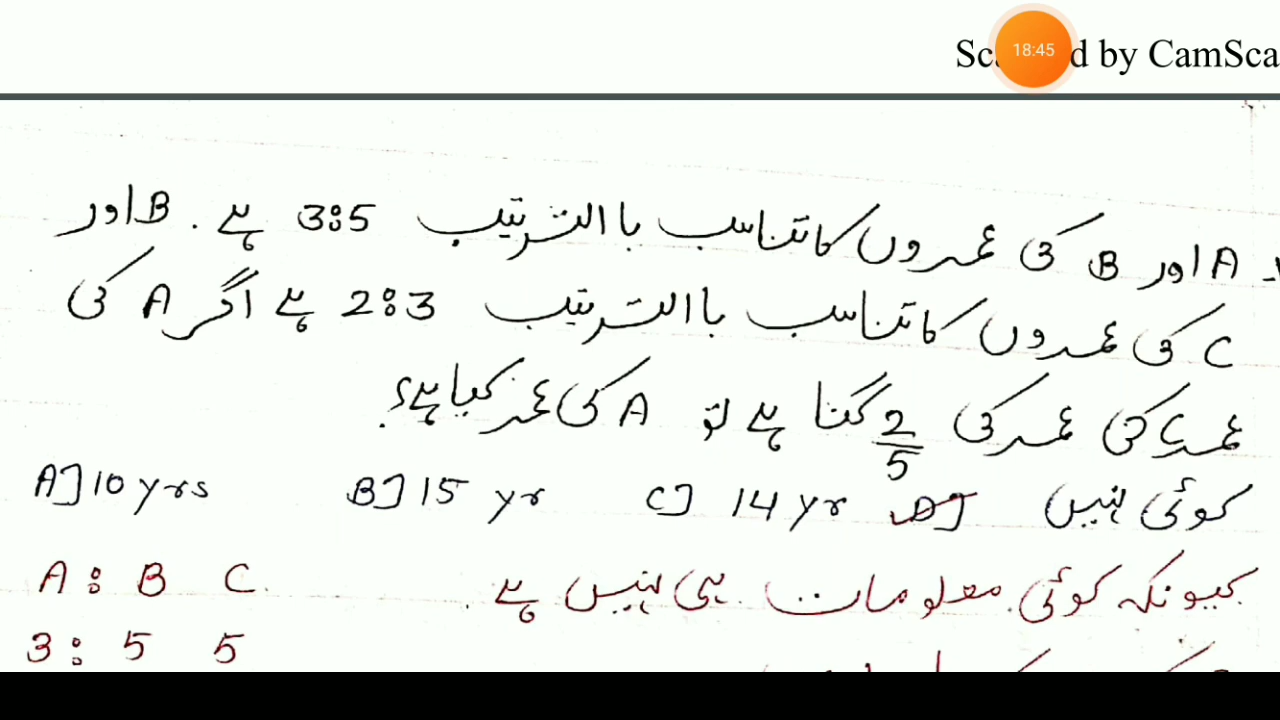 18:45
Sc d by CamSca
A اور B کی عمروں کا تناسب باالترتیب 3:5 ہے. B اور
C کی عمروں کا تناسب باالترتیب 2:3 ہے اگر A کی
عمر C کی عمر کی 2/5 گنا ہے تو A کی عمر کیا ہے؟
A] 10 yrs B] 15 yr C] 14 yr D] کوئی نہیں
کیونکہ کوئی معلومات ہی نہیں ہے.
A : B C
3 : 5 5